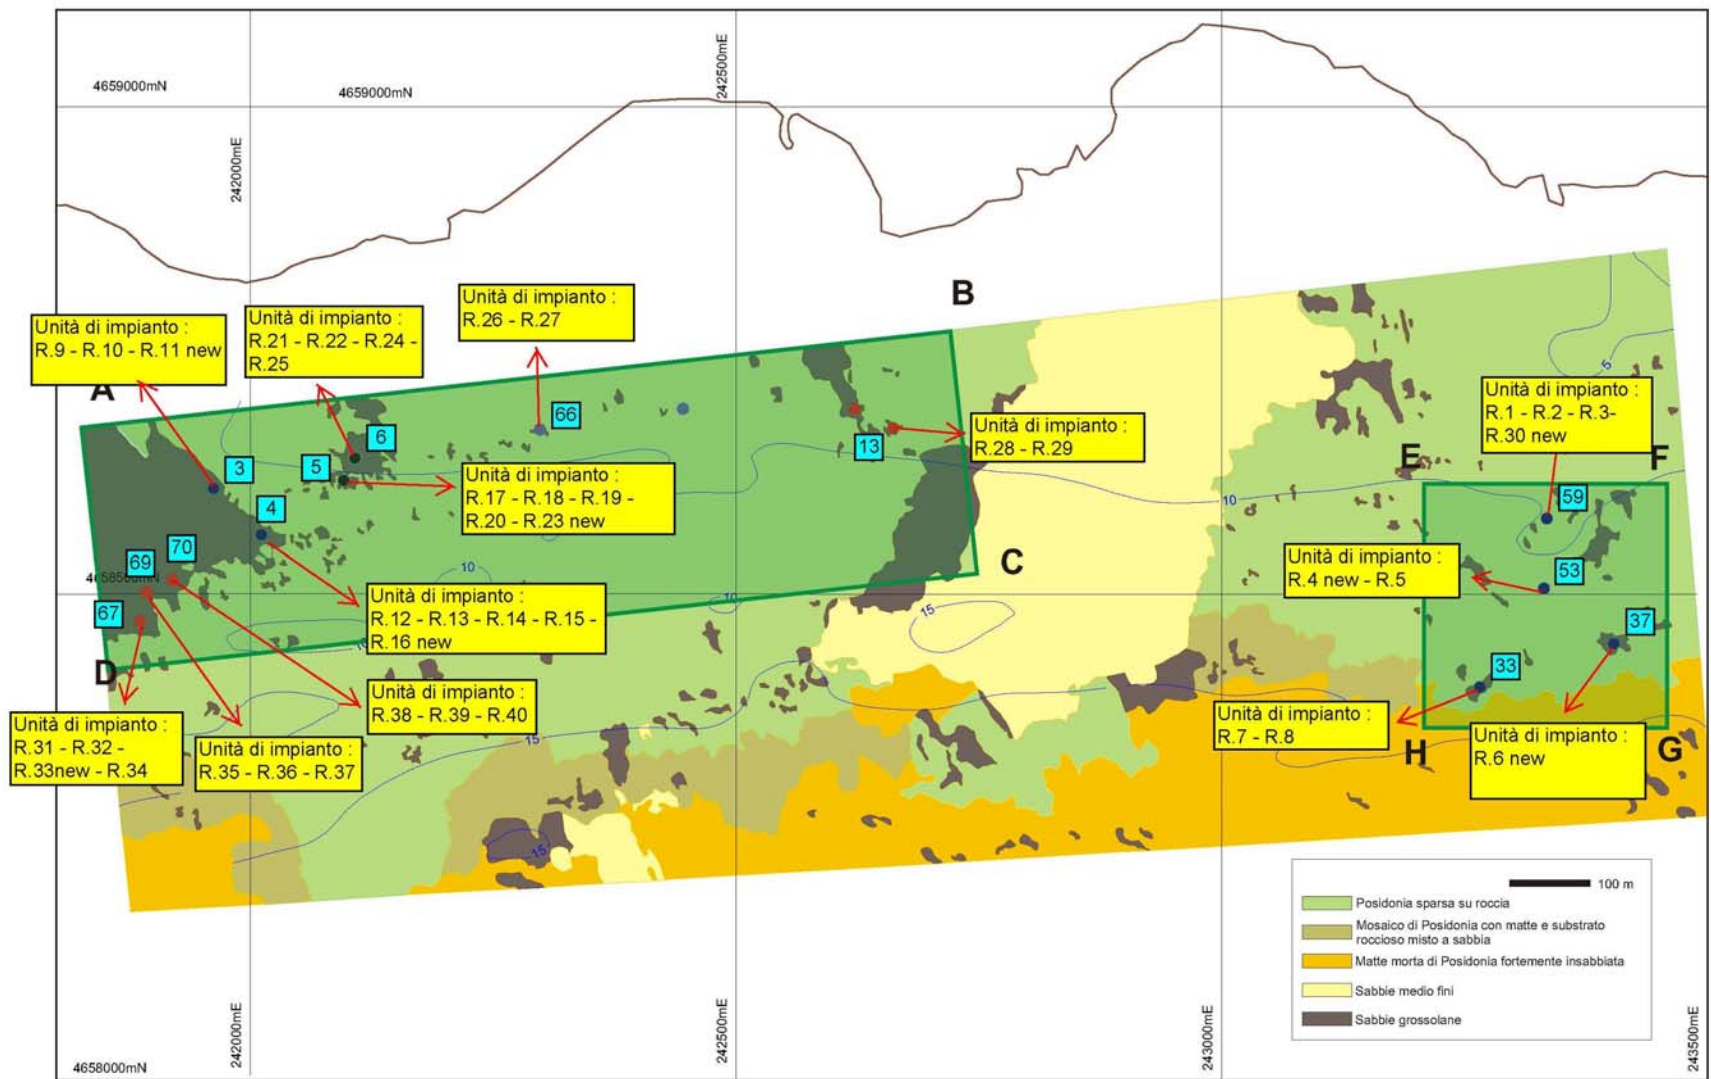 4659000mN
4659000mN
242500mE
242000mE
B
Unità di impianto :
R.26 - R.27
Unità di impianto :
R.21 - R.22 - R.24 -
R.25
Unità di impianto :
R.9 - R.10 - R.11 new
A
5
Unità di impianto :
R.1 - R.2 - R.3-
R.30 new
66
6
13
Unità di impianto :
R.28 - R.29
E
F
3
5
Unità di impianto :
R.17 - R.18 - R.19 -
R.20 - R.23 new
10
59
4
Unità di impianto :
R.4 new - R.5
53
C
70
69
4658500mN
10
10
15
67
Unità di impianto :
R.12 - R.13 - R.14 - R.15 -
R.16 new
10
37
D
33
Unità di impianto :
R.38 - R.39 - R.40
Unità di impianto :
R.7 - R.8
15
15
Unità di impianto :
R.31 - R.32 -
R.33new - R.34
Unità di impianto :
R.35 - R.36 - R.37
H
Unità di impianto :
R.6 new
G
15
100 m
Posidonia sparsa su roccia
Mosaico di Posidonia con matte e substrato
roccioso misto a sabbia
Matte morta di Posidonia fortemente insabbiata
Sabbie medio fini
Sabbie grossolane
242000mE
242500mE
243000mE
243500mE
4658000mN